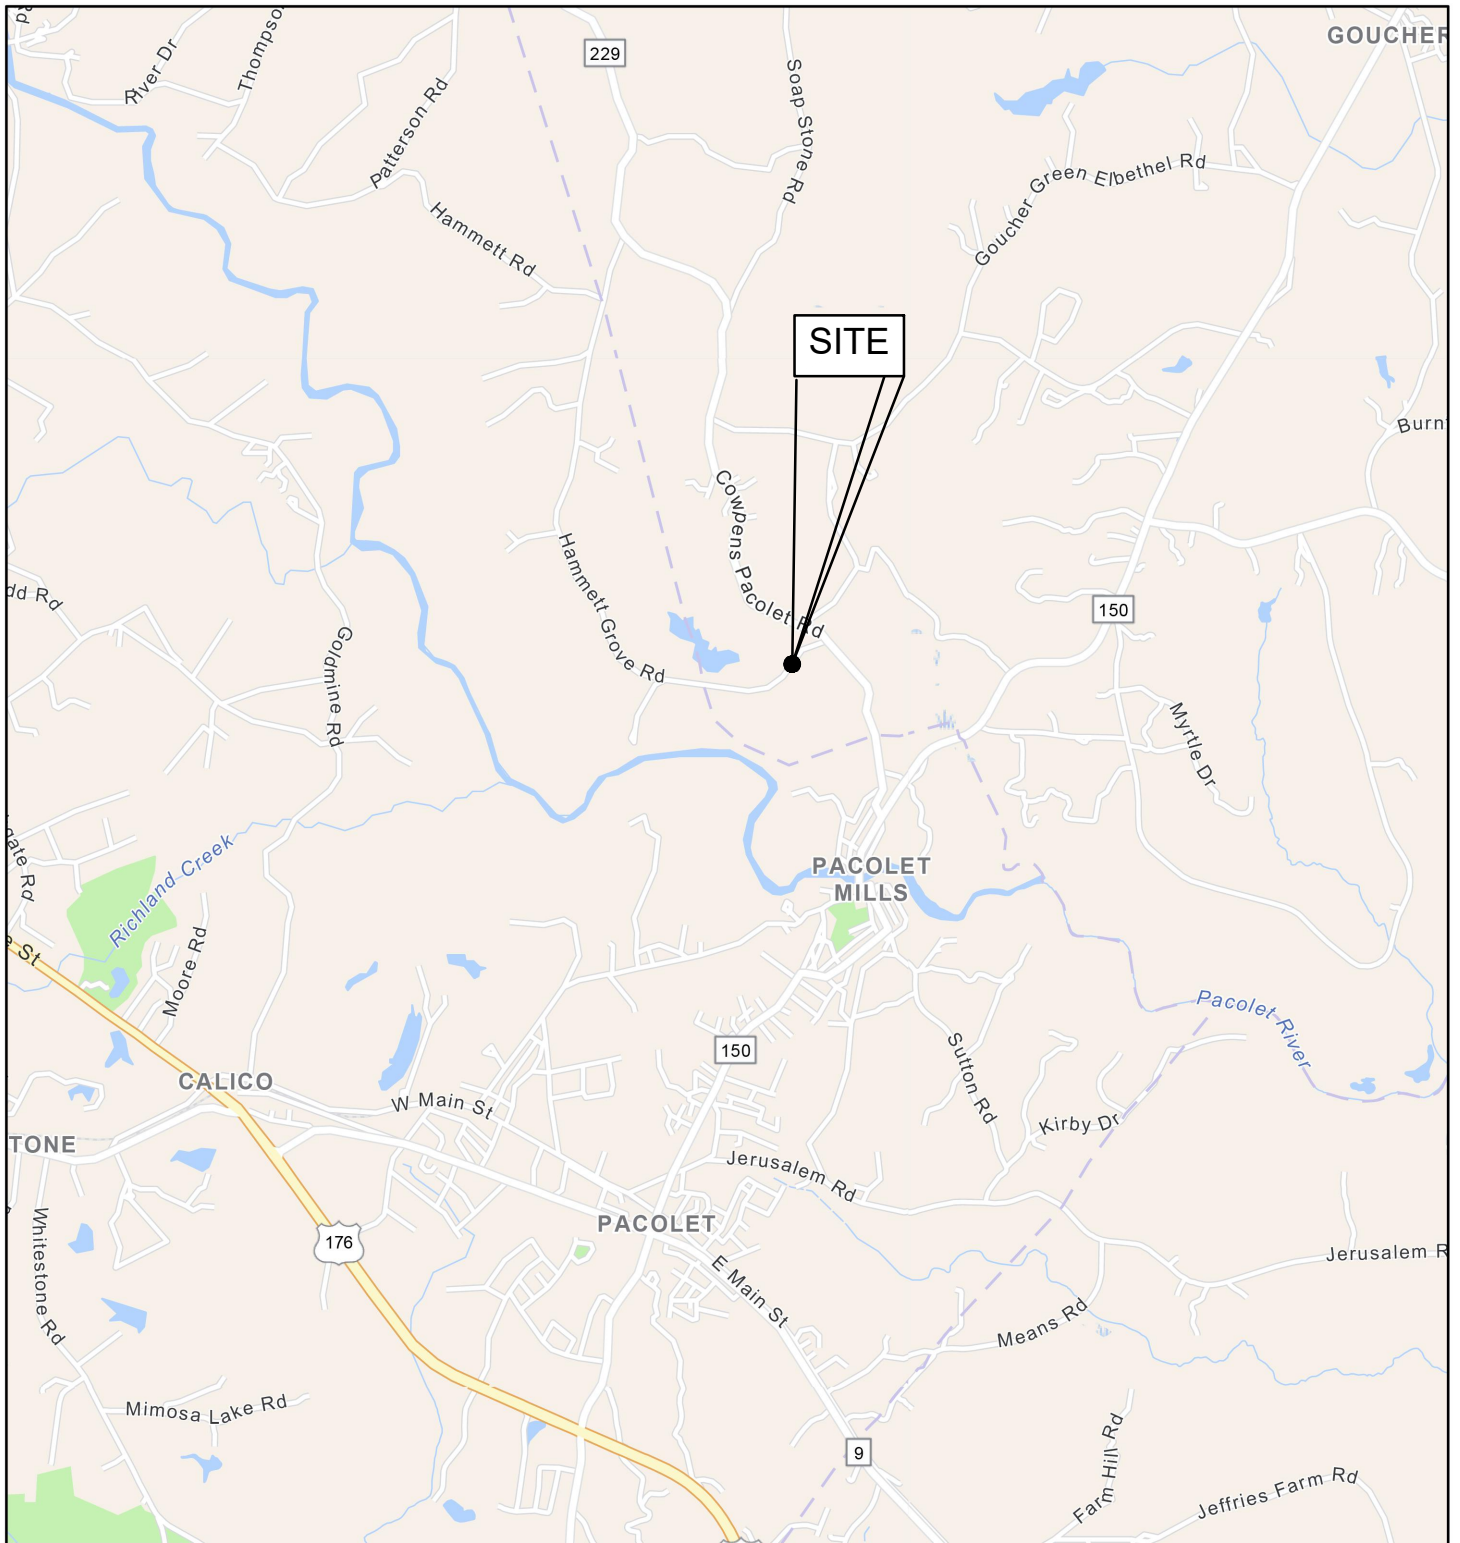 River Dr
229
GOUCHER
Patterson Rd
Soap Stone Rd
Goucher Green Elbethel Rd
Hammett Rd
SITE
Burn
Cowpens Pacolet Rd
Hammett Grove Rd
dd Rd
150
Goldmine Rd
Myrtle Dr
gate Rd
Richland Creek
PACOLET
MILLS
Moore Rd
e St
Pacolet River
150
Sutton Rd
CALICO
W Main St
Kirby Dr
TONE
Jerusalem Rd
PACOLET
176
Whitestone Rd
E Main St
Jerusalem R
Means Rd
Mimosa Lake Rd
9
Farm Hill Rd
Jeffries Farm Rd